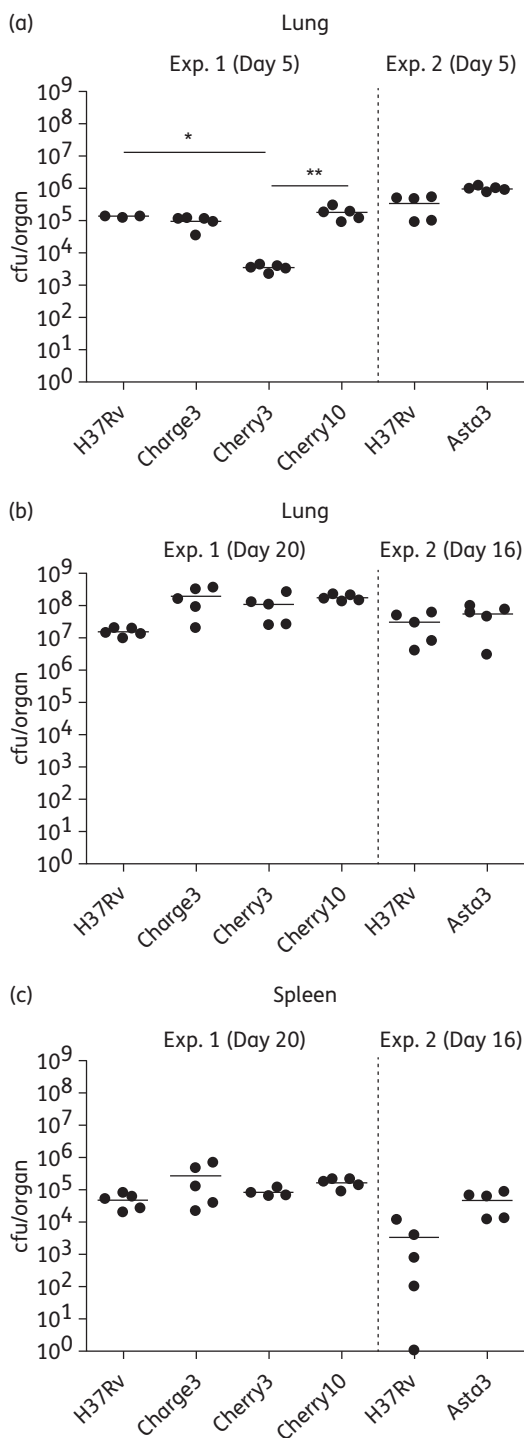 (a) Lung
Exp. 1 (Day 5) Exp. 2 (Day 5)
* **
cfu/organ
10⁹
10⁸
10⁷
10⁶
10⁵
10⁴
10³
10²
10¹
10⁰
H37Rv Charge3 Cherry3 Cherry10 H37Rv Asta3
(b) Lung
Exp. 1 (Day 20) Exp. 2 (Day 16)
cfu/organ
10⁹
10⁸
10⁷
10⁶
10⁵
10⁴
10³
10²
10¹
10⁰
H37Rv Charge3 Cherry3 Cherry10 H37Rv Asta3
(c) Spleen
Exp. 1 (Day 20) Exp. 2 (Day 16)
cfu/organ
10⁹
10⁸
10⁷
10⁶
10⁵
10⁴
10³
10²
10¹
10⁰
H37Rv Charge3 Cherry3 Cherry10 H37Rv Asta3